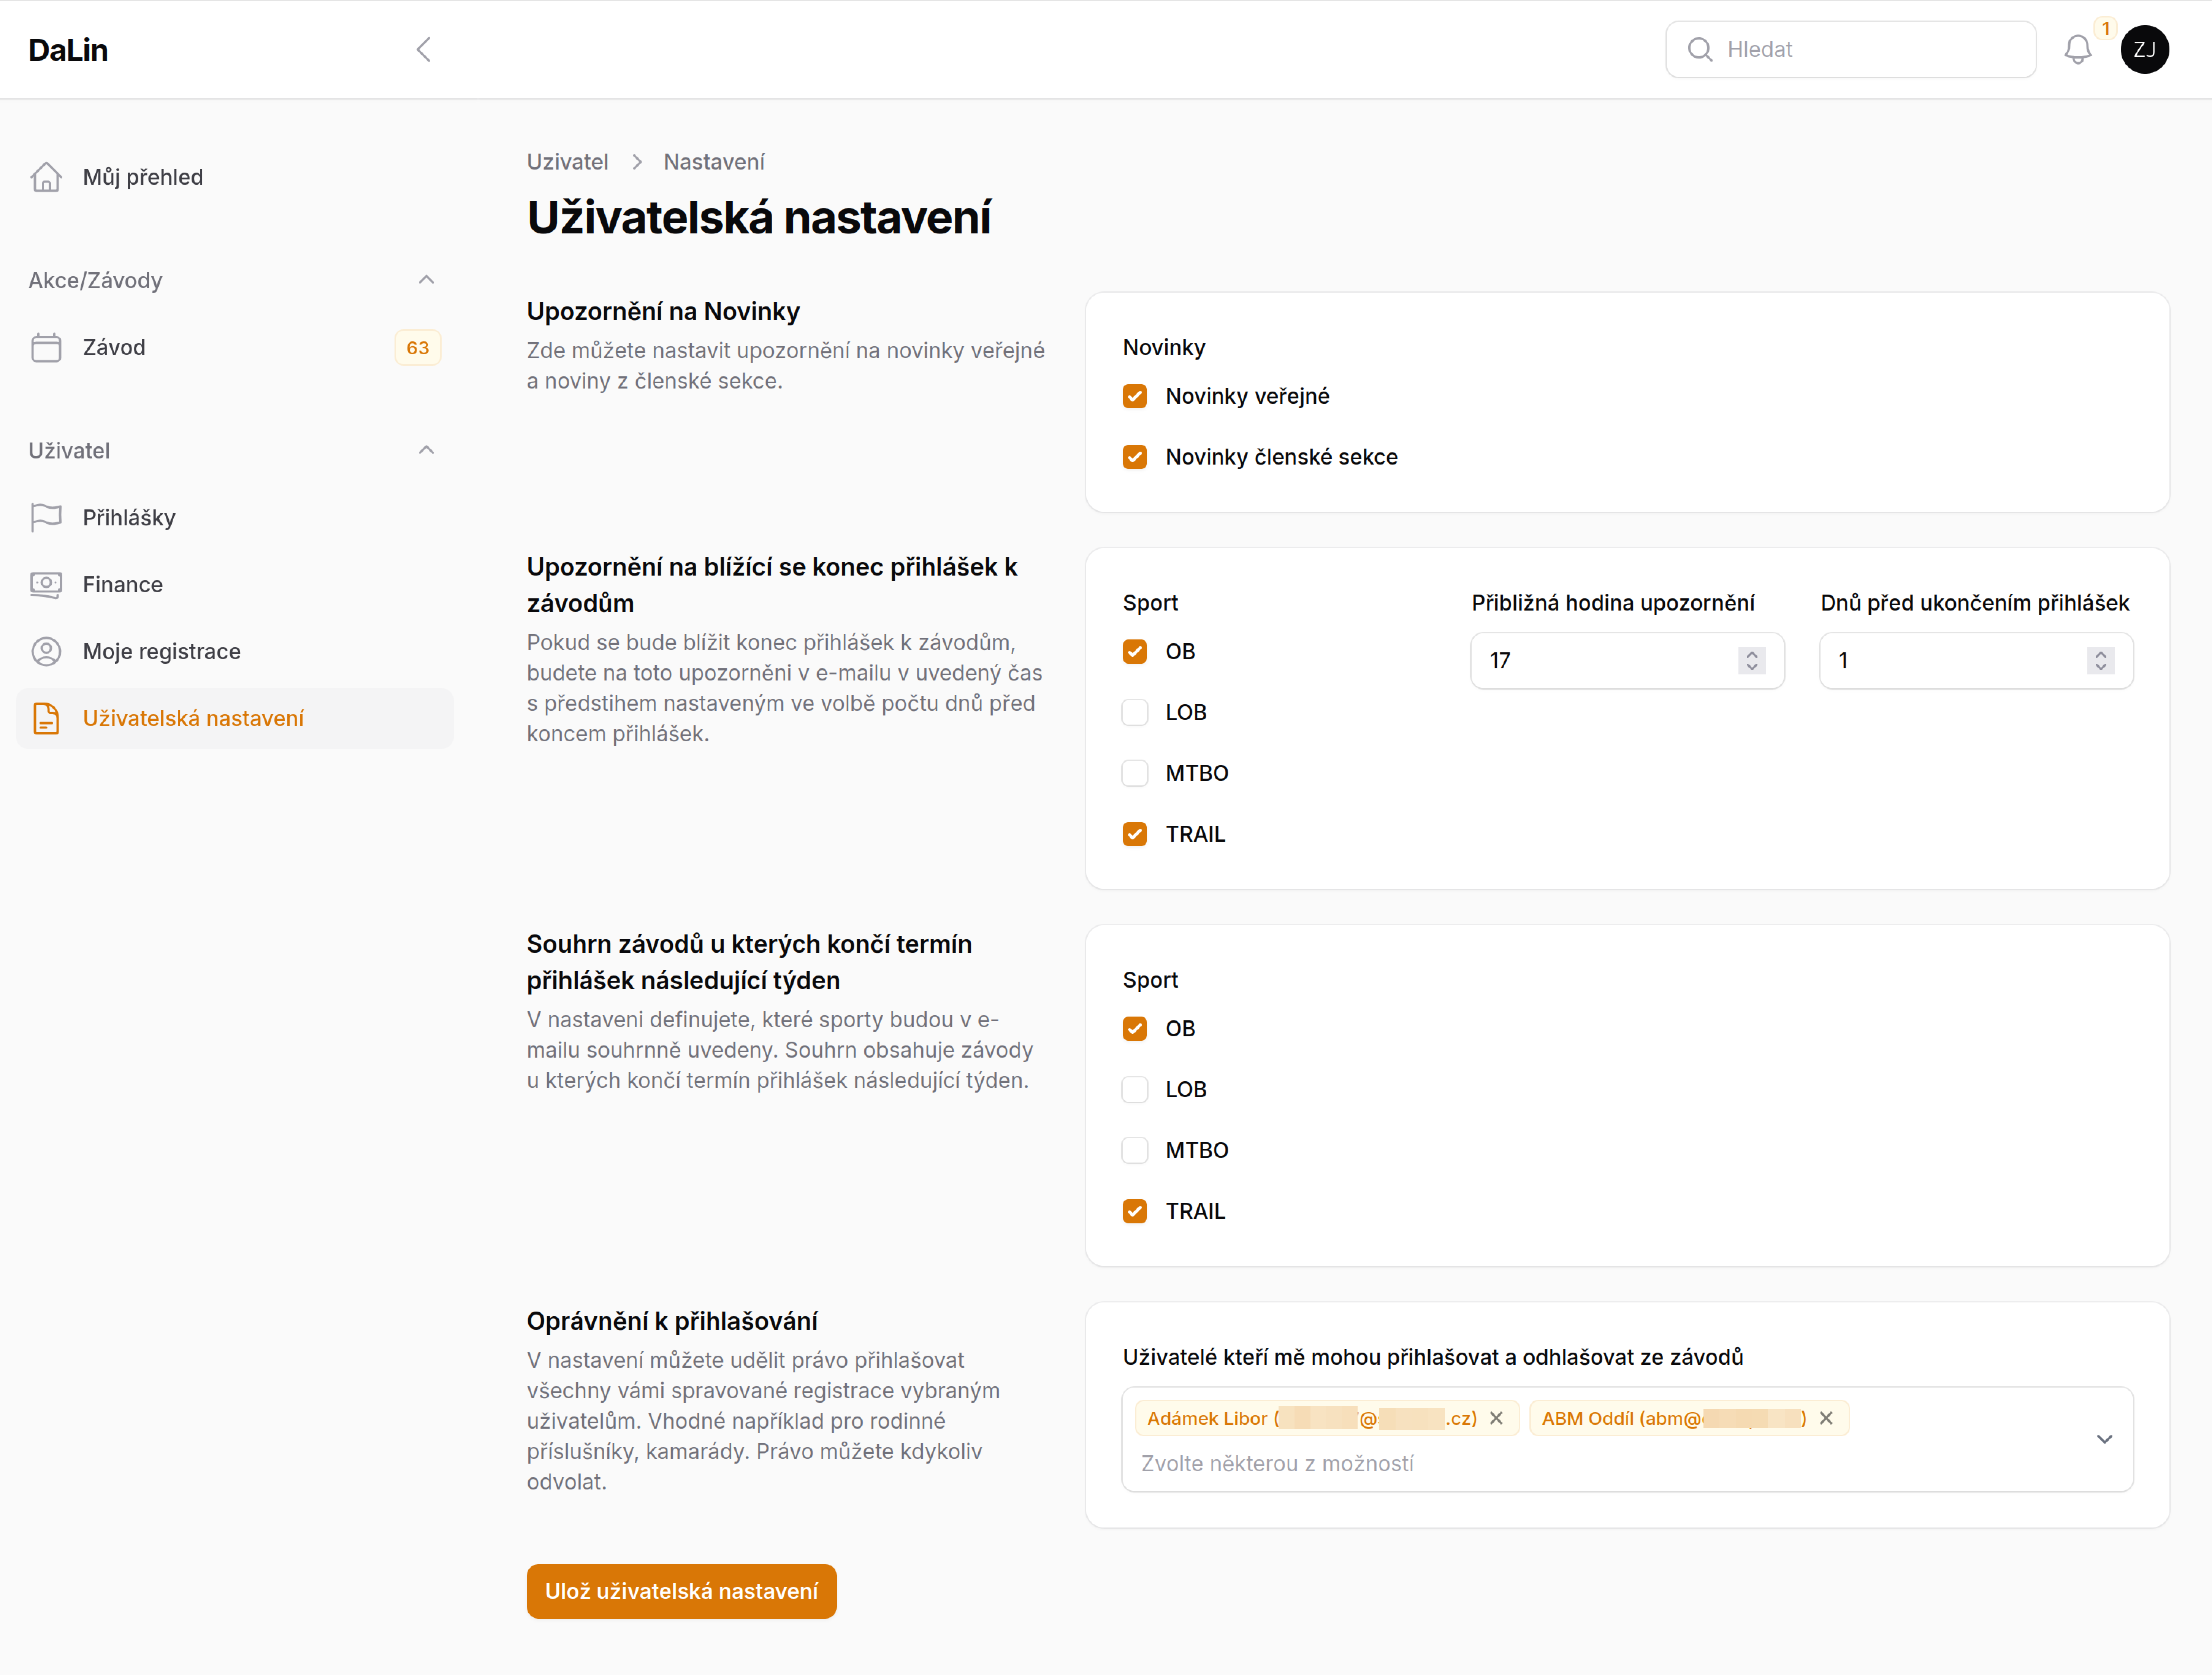 DaLin
Hledat
1
ZJ
Můj přehled
Akce/Závody
Závod
63
Uživatel
Přihlášky
Finance
Moje registrace
Uživatelská nastavení
Uzivatel
Nastavení
Uživatelská nastavení
Upozornění na Novinky
Zde můžete nastavit upozornění na novinky veřejné
a noviny z členské sekce.
Novinky
Novinky veřejné
Novinky členské sekce
Upozornění na blížící se konec přihlášek k
závodům
Pokud se bude blížit konec přihlášek k závodům,
budete na toto upozorněni v e-mailu v uvedený čas
s předstihem nastaveným ve volbě počtu dnů před
koncem přihlášek.
Sport
OB
LOB
MTBO
TRAIL
Přibližná hodina upozornění
17
Dnů před ukončením přihlášek
1
Souhrn závodů u kterých končí termín
přihlášek následující týden
V nastaveni definujete, které sporty budou v e-
mailu souhrnně uvedeny. Souhrn obsahuje závody
u kterých končí termín přihlášek následující týden.
Sport
OB
LOB
MTBO
TRAIL
Oprávnění k přihlašování
V nastavení můžete udělit právo přihlašovat
všechny vámi spravované registrace vybraným
uživatelům. Vhodné například pro rodinné
příslušníky, kamarády. Právo můžete kdykoliv
odvolat.
Uživatelé kteří mě mohou přihlašovat a odhlašovat ze závodů
Adámek Libor ( @ .cz)
ABM Oddíl (abm@ )
Zvolte některou z možností
Ulož uživatelská nastavení